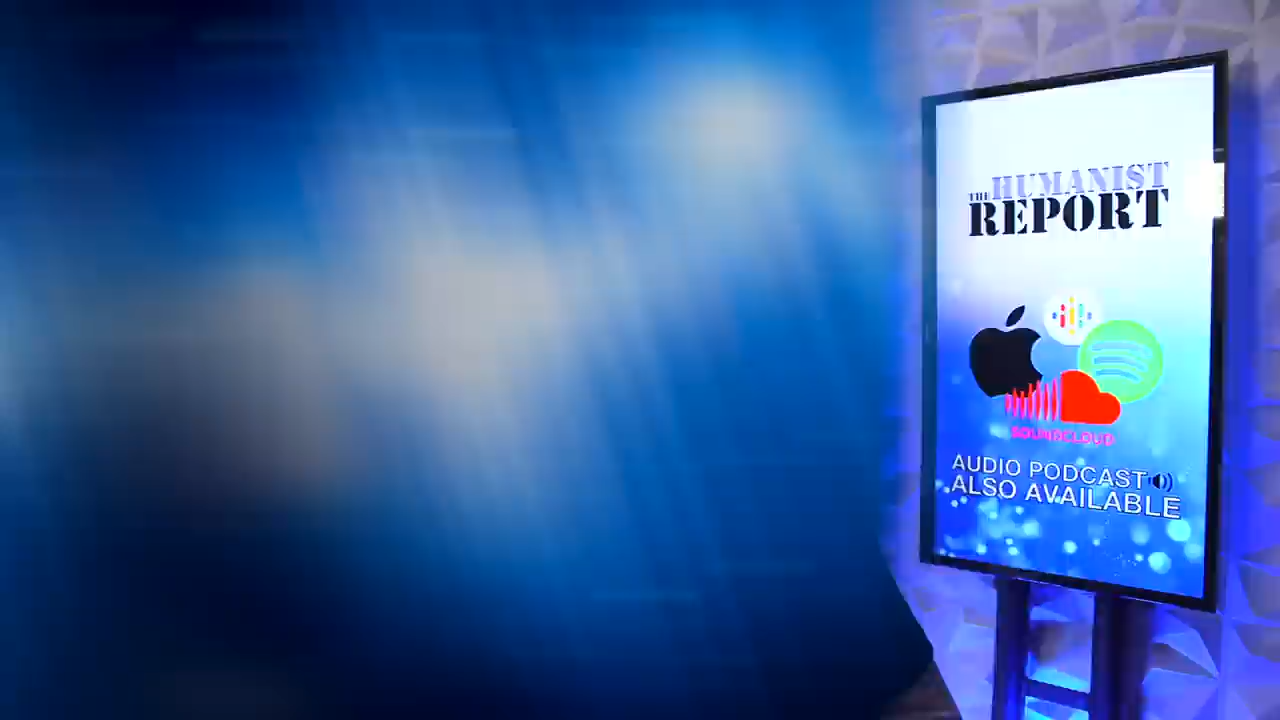 THE HUMANIST
REPORT
SOUNDCLOUD
AUDIO PODCAST
ALSO AVAILABLE